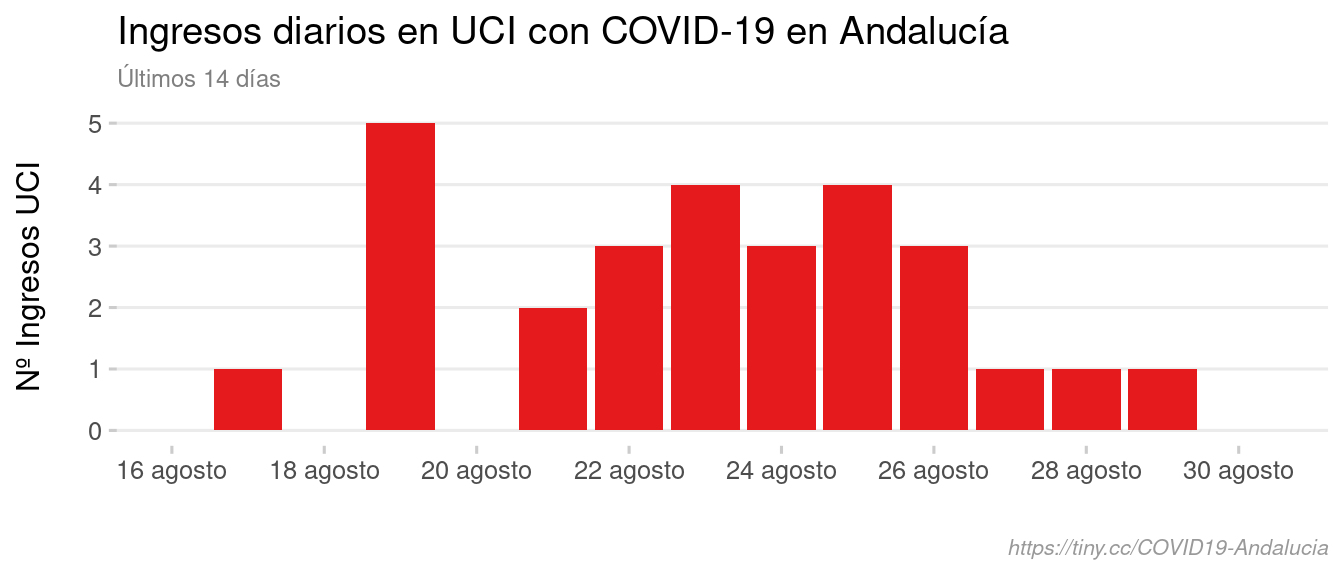 Ingresos diarios en UCI con COVID-19 en Andalucía
Últimos 14 días
Nº Ingresos UCI
5
4
3
2
1
0
16 agosto 18 agosto 20 agosto 22 agosto 24 agosto 26 agosto 28 agosto 30 agosto
https://tiny.cc/COVID19-Andalucia